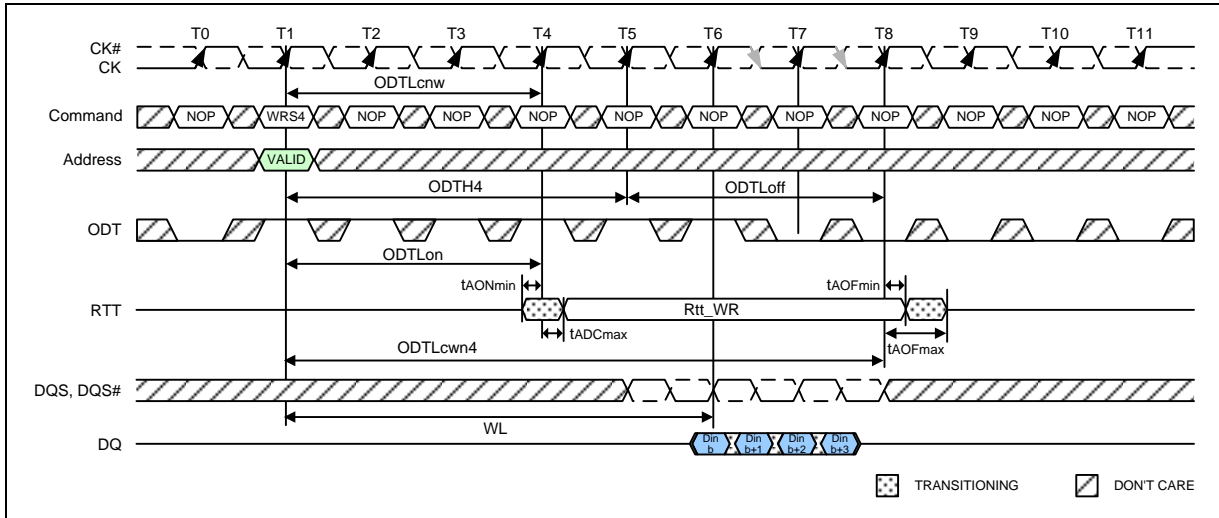 T0 T1 T2 T3 T4 T5 T6 T7 T8 T9 T10 T11
CK#
CK
ODTLcnw
Command NOP WRS4 NOP NOP NOP NOP NOP NOP NOP NOP NOP NOP
Address VALID
ODTH4 ODTLoff
ODT
ODTLon
tAONmin tAOFmin
RTT Rtt_WR
tADCmax tAOFmax
ODTLcwn4
DQS, DQS#
WL
DQ Din b Din b+1 Din b+2 Din b+3
TRANSITIONING DON'T CARE